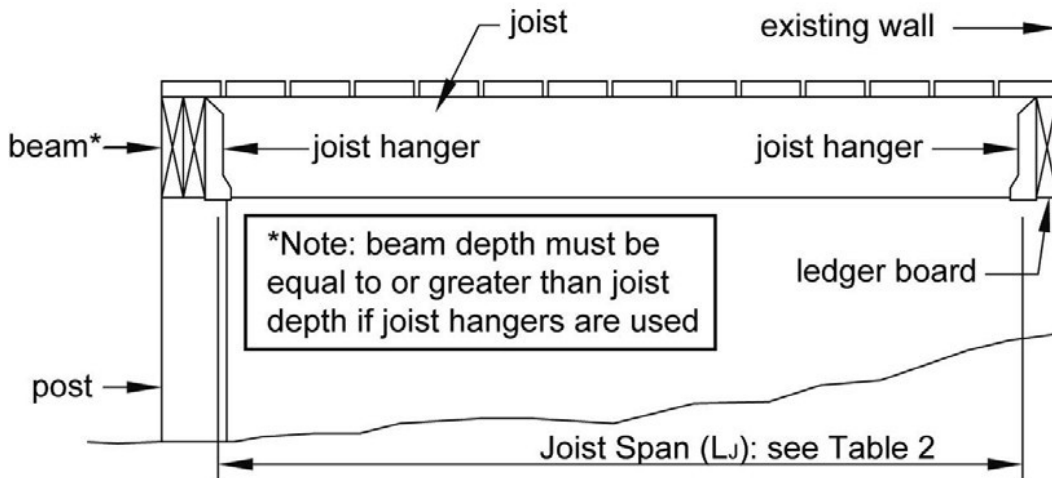 joist
existing wall
beam*
joist hanger
joist hanger
*Note: beam depth must be
equal to or greater than joist
depth if joist hangers are used
ledger board
post
Joist Span (LJ): see Table 2